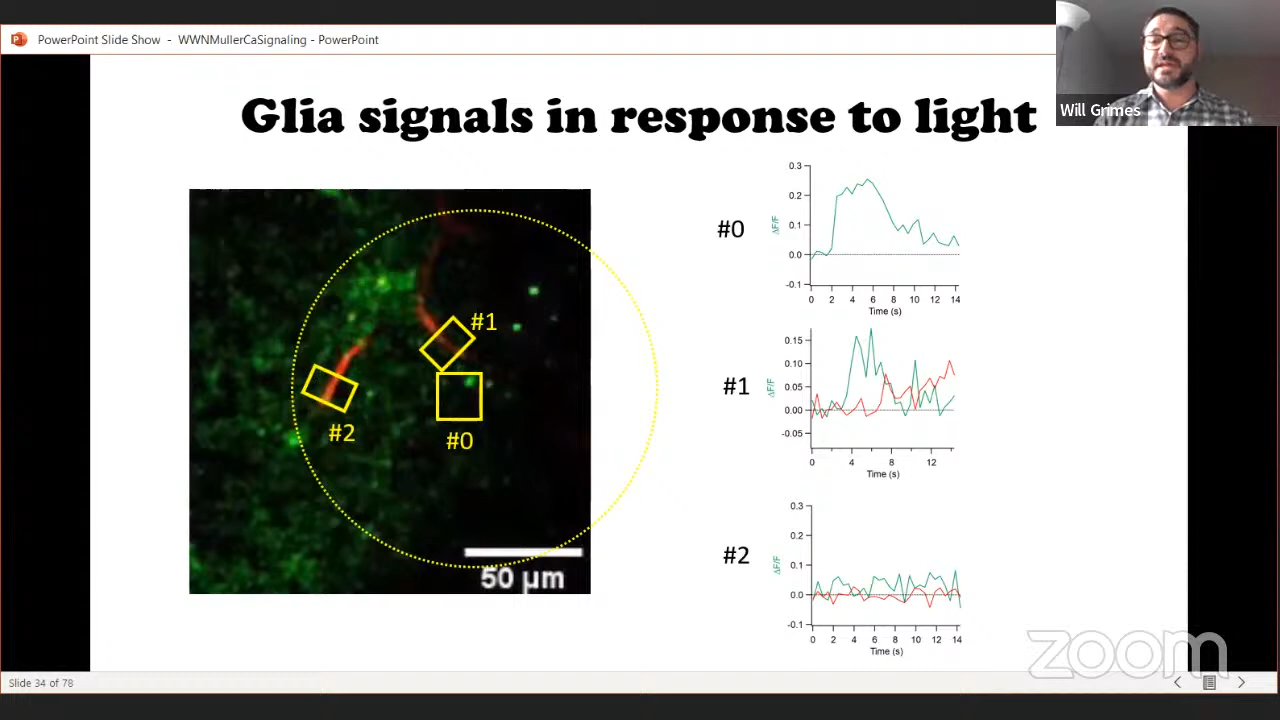 PowerPoint Slide Show - WWNMullerCaSignaling - PowerPoint
Will Grimes
Glia signals in response to light
#1
#2
#0
50 µm
#0
0.3
0.2
0.1
0.0
-0.1
ΔF/F
0 2 4 6 8 10 12 14
Time (s)
#1
0.15
0.10
0.05
0.00
-0.05
ΔF/F
0 4 8 12
Time (s)
#2
0.3
0.2
0.1
0.0
-0.1
ΔF/F
0 2 4 6 8 10 12 14
Time (s)
zoom
Slide 34 of 78